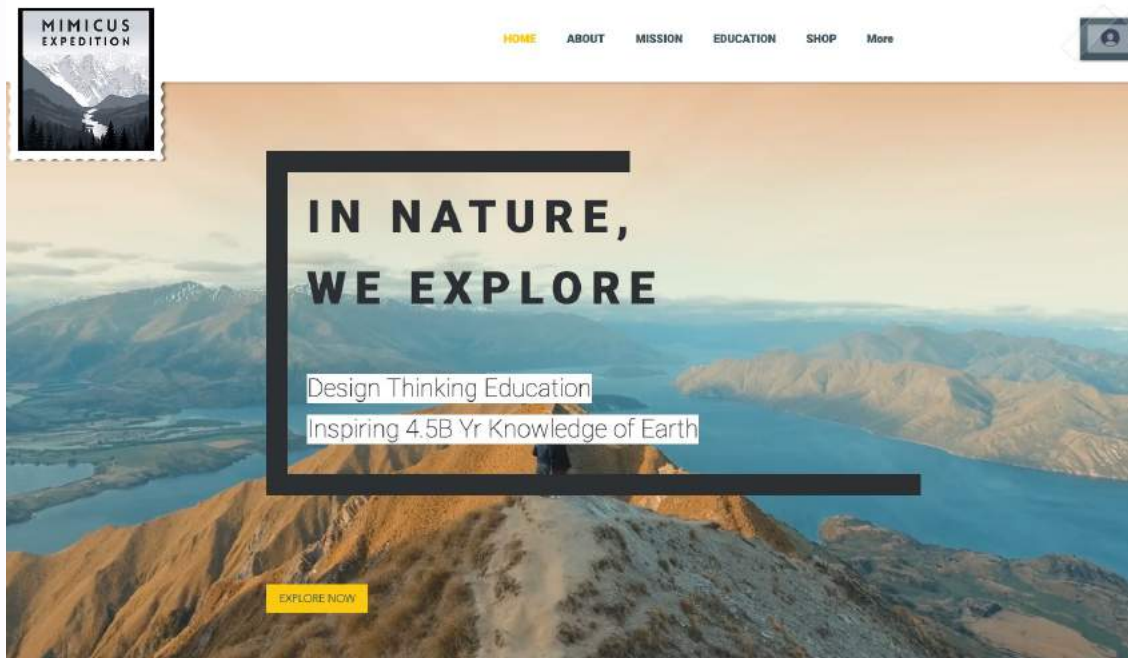 MIMICUS
EXPEDITION
HOME ABOUT MISSION EDUCATION SHOP More
IN NATURE,
WE EXPLORE
Design Thinking Education
Inspiring 4.5B Yr Knowledge of Earth
EXPLORE NOW